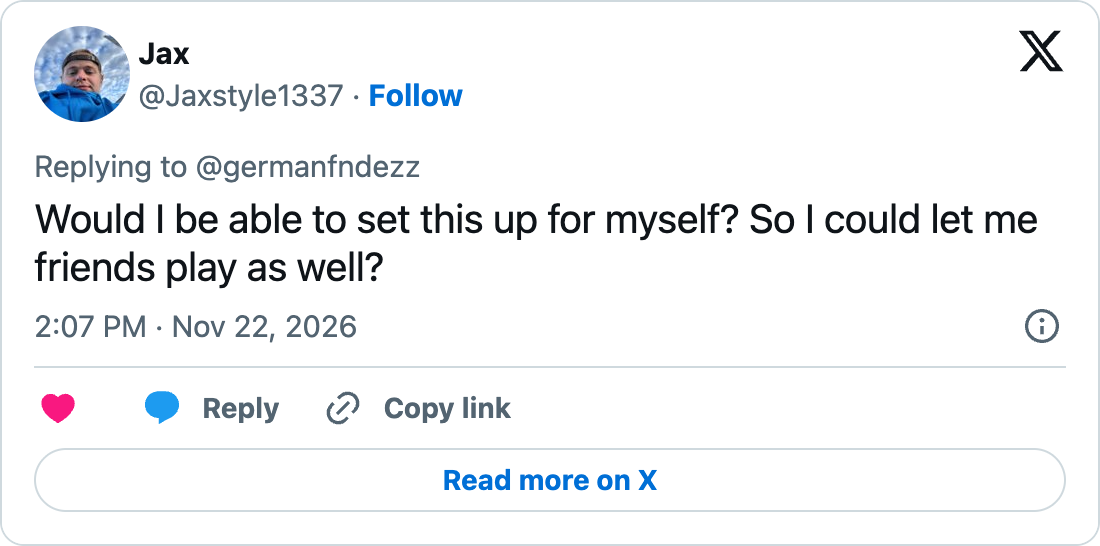 Jax
@Jaxstyle1337 · Follow
Replying to @germanfndezz
Would I be able to set this up for myself? So I could let me
friends play as well?
2:07 PM · Nov 22, 2026
Reply
Copy link
Read more on X